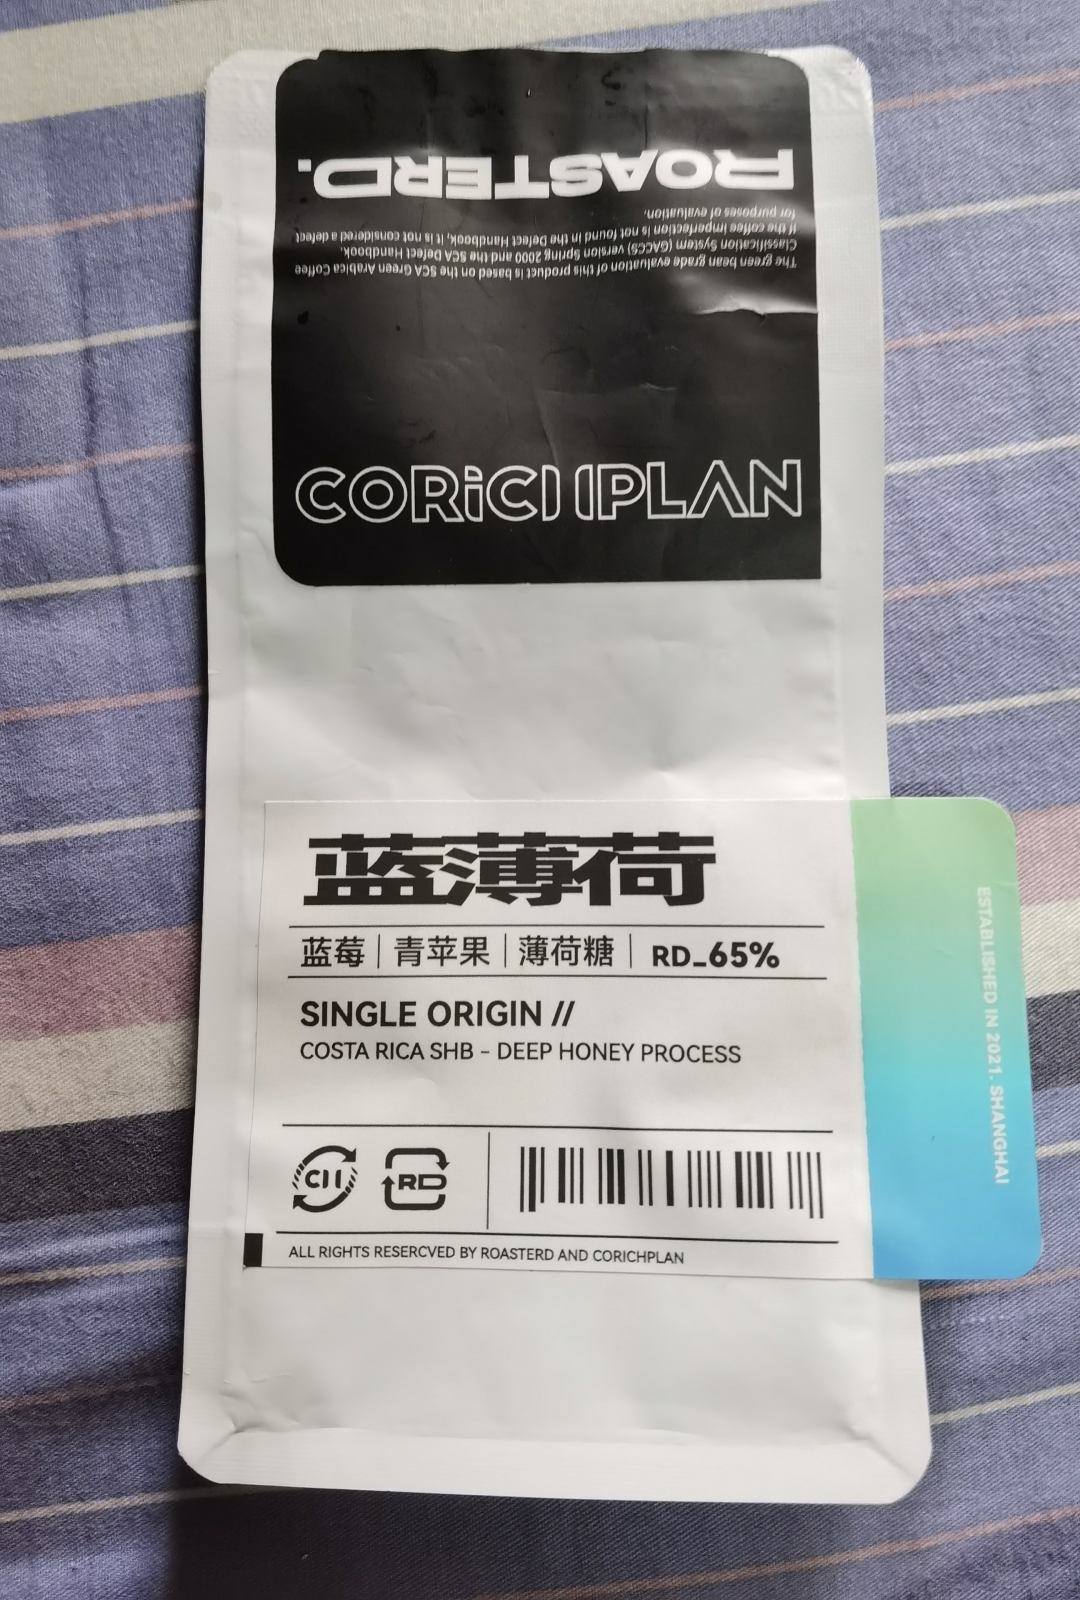 ROASTERD.
The green bean grade evaluation of this product is based on the SCA Green Arabica Coffee
Classification System (GACCS) version Spring 2000 and the SCA Defect Handbook.
if the coffee imperfection is not found in the Defect Handbook, it is not considered a defect
for purposes of evaluation.
CORiCHPLAN
蓝薄荷
蓝莓|青苹果|薄荷糖| RD_65%
SINGLE ORIGIN //
COSTA RICA SHB - DEEP HONEY PROCESS
CH
RD
ALL RIGHTS RESERCVED BY ROASTERD AND CORICHPLAN
ESTABLISHED IN 2021. SHANGHAI